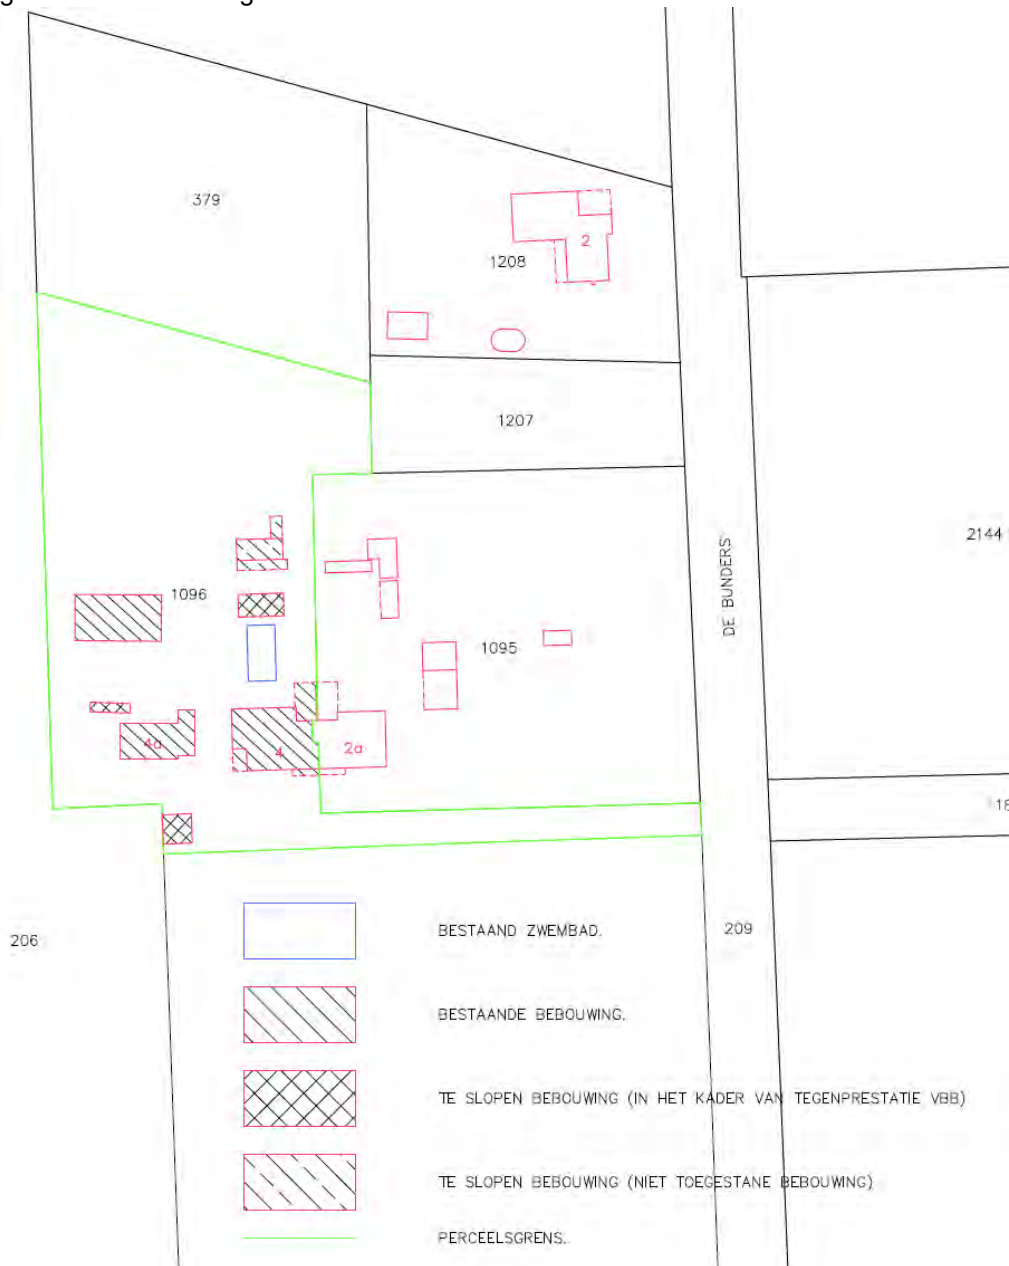 379
2
1208
1207
2144
DE BUNDERS
1096
1095
4a
4
2a
18
206
209
BESTAAND ZWEMBAD.
BESTAANDE BEBOUWING.
TE SLOPEN BEBOUWING (IN HET KADER VAN TEGENPRESTATIE VBB)
TE SLOPEN BEBOUWING (NIET TOEGESTANE BEBOUWING)
PERCEELSGRENS.